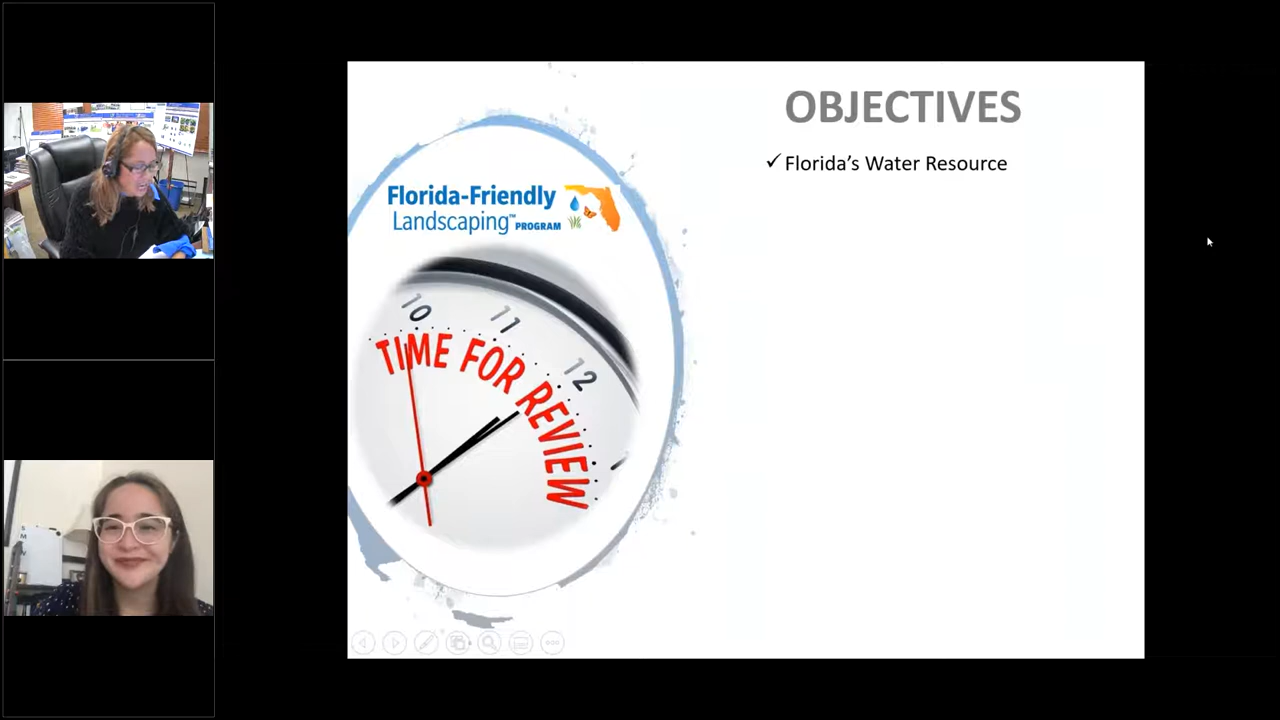 OBJECTIVES
✓ Florida's Water Resource
Florida-Friendly
Landscaping™ PROGRAM
10
11
12
TIME FOR REVIEW